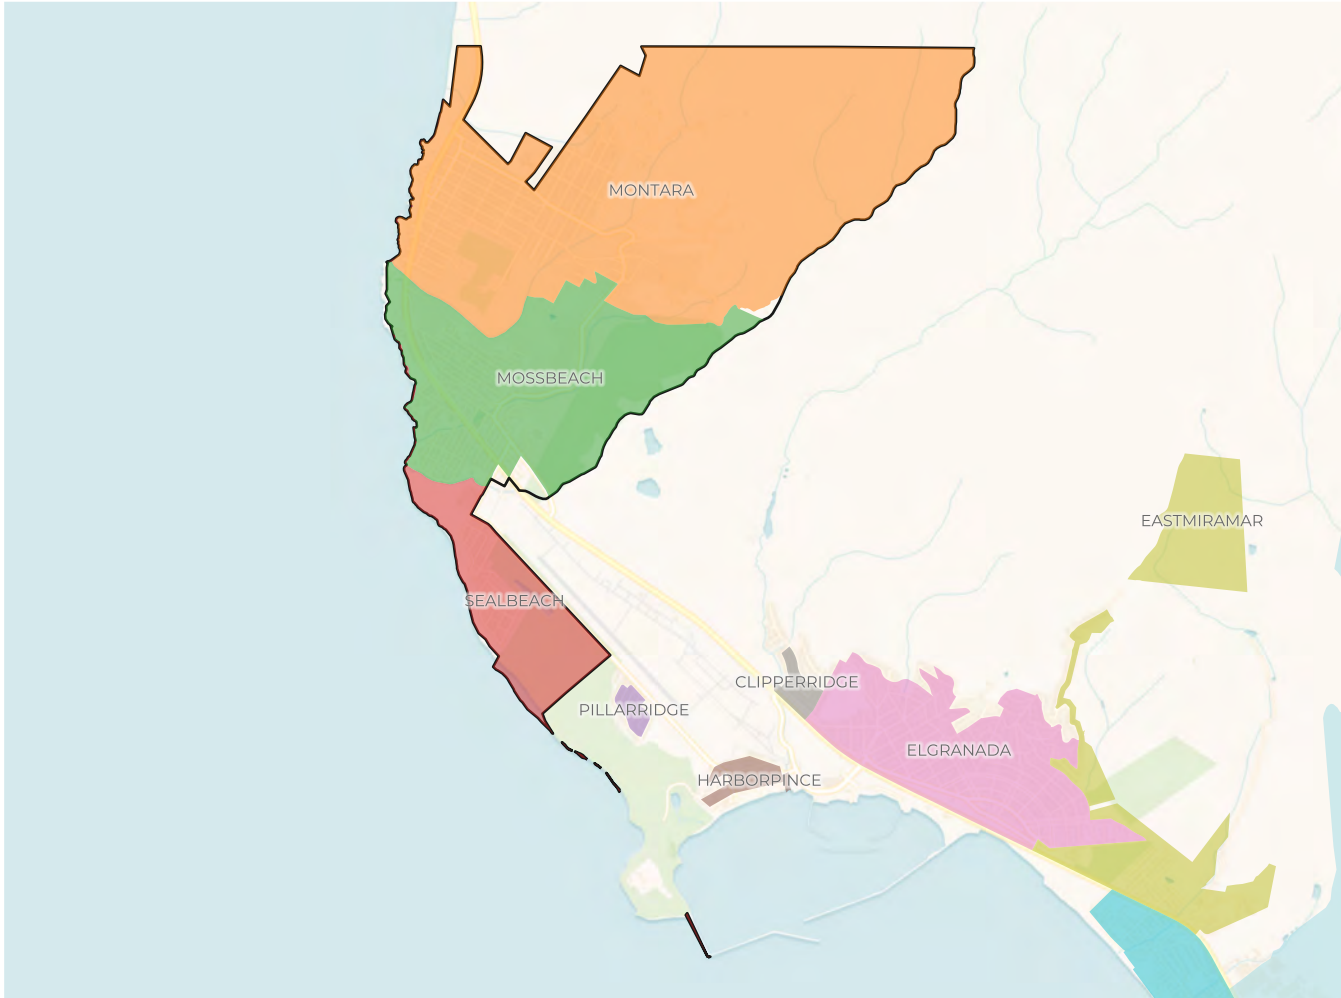 MONTARA
MOSSBEACH
EASTMIRAMAR
SEALBEACH
CLIPPERRIDGE
PILLARRIDGE
ELGRANADA
HARBORPINCE